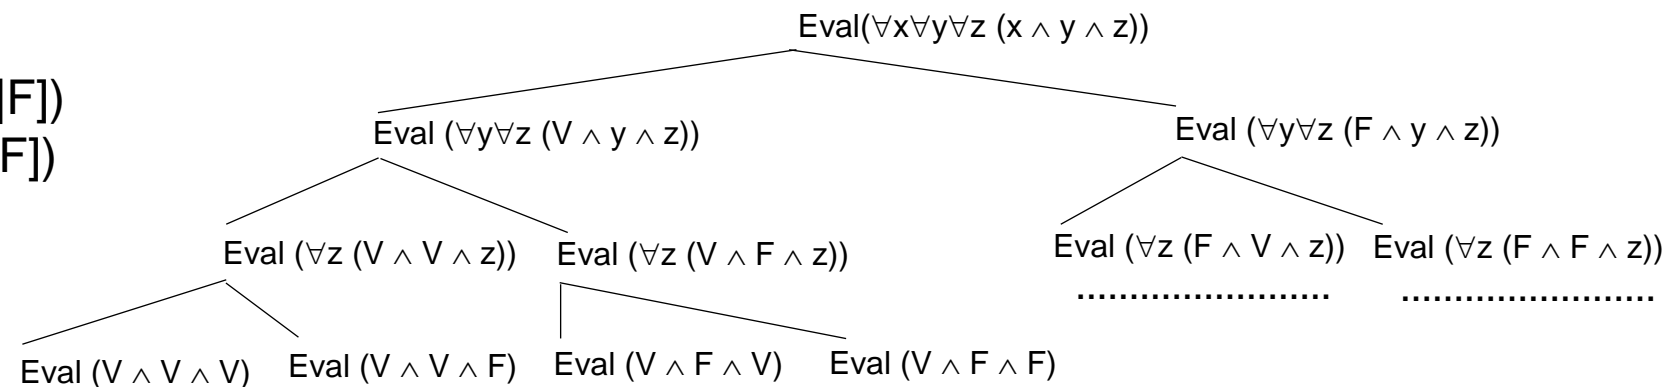 Eval(∀x∀y∀z (x ∧ y ∧ z))
|F])
F])
Eval (∀y∀z (V ∧ y ∧ z))
Eval (∀y∀z (F ∧ y ∧ z))
Eval (∀z (V ∧ V ∧ z))
Eval (∀z (V ∧ F ∧ z))
Eval (∀z (F ∧ V ∧ z))
Eval (∀z (F ∧ F ∧ z))
........................ ........................
Eval (V ∧ V ∧ V)
Eval (V ∧ V ∧ F)
Eval (V ∧ F ∧ V)
Eval (V ∧ F ∧ F)